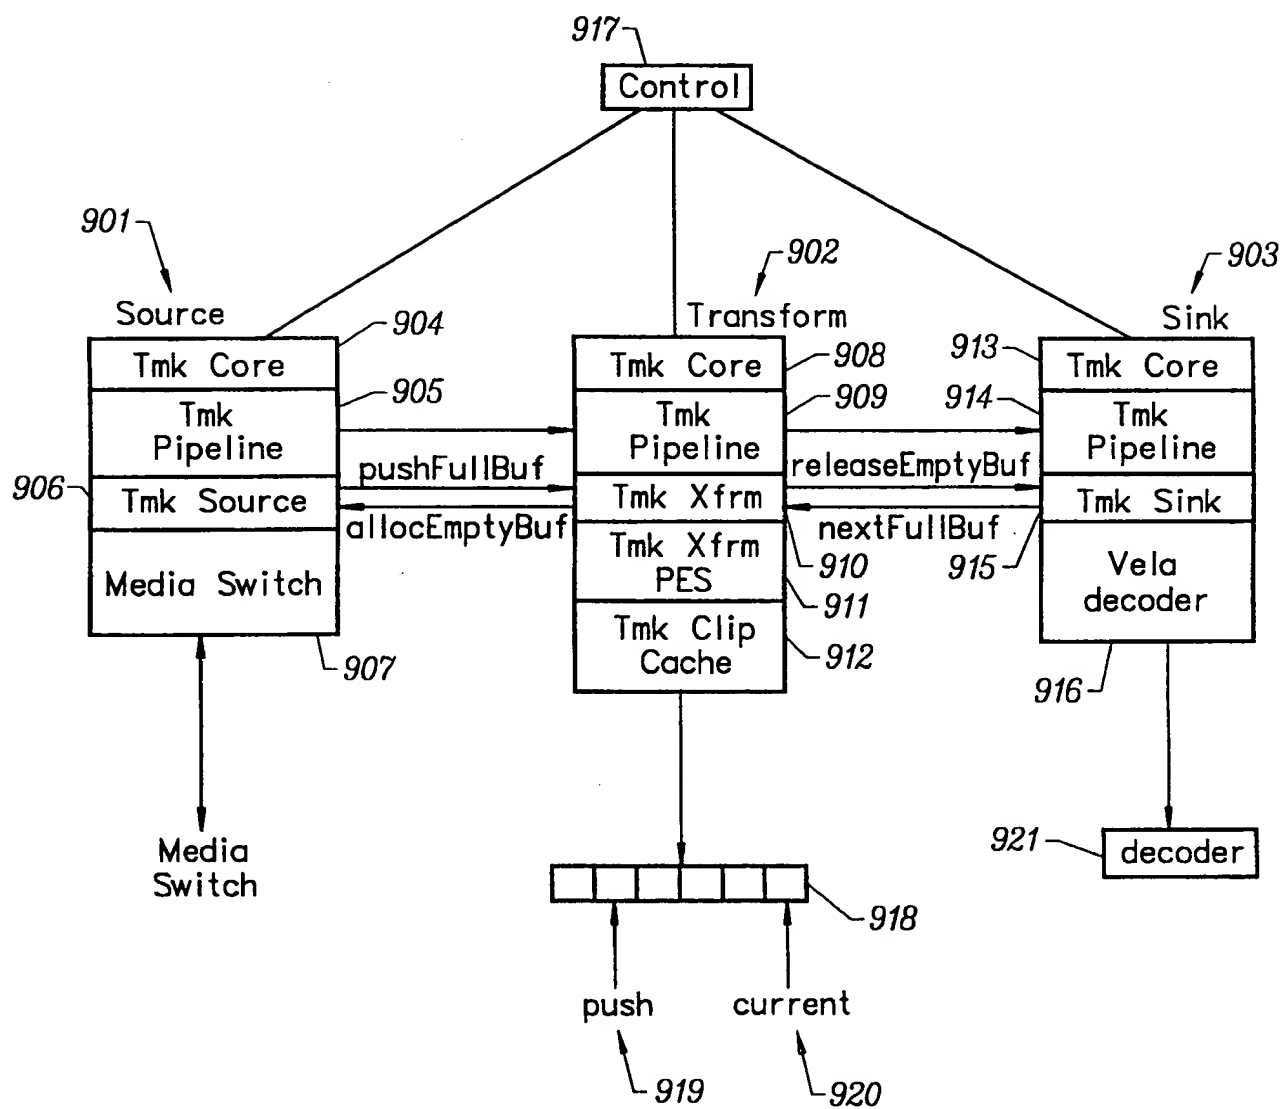 917
Control
901
902
903
Source
Transform
Sink
904
908
913
Tmk Core
Tmk Core
Tmk Core
905
909
914
Tmk
Pipeline
Tmk
Pipeline
Tmk
Pipeline
pushFullBuf
releaseEmptyBuf
906
Tmk Source
Tmk Xfrm
Tmk Sink
allocEmptyBuf
nextFullBuf
910
915
Media Switch
Tmk Xfrm
PES
911
Vela
decoder
Tmk Clip
Cache
912
907
916
Media
Switch
921
decoder
918
push
current
919
920